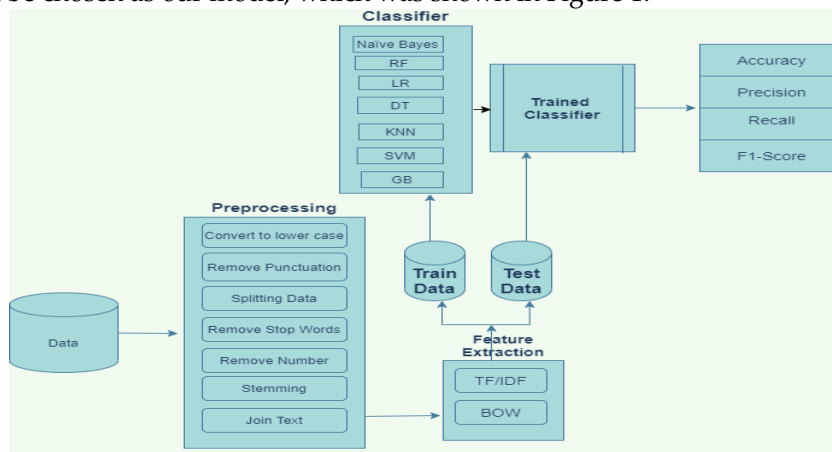 be chosen as our model, which was shown in Figure 1.
Classifier
Naïve Bayes
RF
LR
DT
KNN
SVM
GB
Trained
Classifier
Accuracy
Precision
Recall
F1-Score
Preprocessing
Convert to lower case
Remove Punctuation
Splitting Data
Remove Stop Words
Remove Number
Stemming
Join Text
Data
Train
Data
Test
Data
Feature
Extraction
TF/IDF
BOW